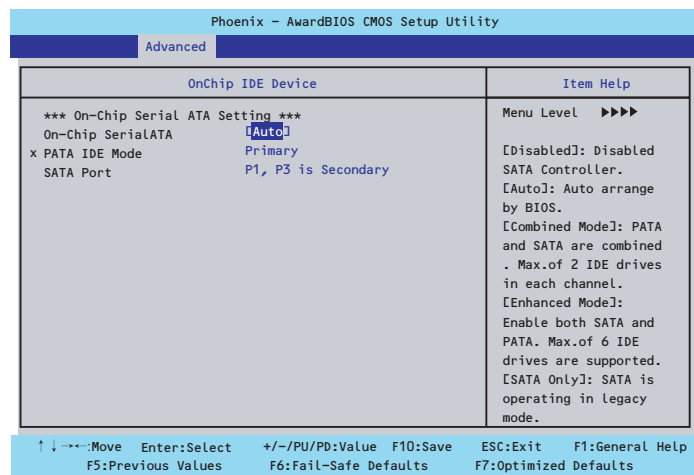 Phoenix – AwardBIOS CMOS Setup Utility
Advanced
OnChip IDE Device
Item Help
*** On-Chip Serial ATA Setting ***
On-Chip SerialATA [Auto]
x PATA IDE Mode Primary
SATA Port P1, P3 is Secondary
Menu Level ▶▶▶▶
[Disabled]: Disabled
SATA Controller.
[Auto]: Auto arrange
by BIOS.
[Combined Mode]: PATA
and SATA are combined
. Max.of 2 IDE drives
in each channel.
[Enhanced Mode]:
Enable both SATA and
PATA. Max.of 6 IDE
drives are supported.
[SATA Only]: SATA is
operating in legacy
mode.
↑↓→←:Move Enter:Select +/-/PU/PD:Value F10:Save ESC:Exit F1:General Help
F5:Previous Values F6:Fail-Safe Defaults F7:Optimized Defaults